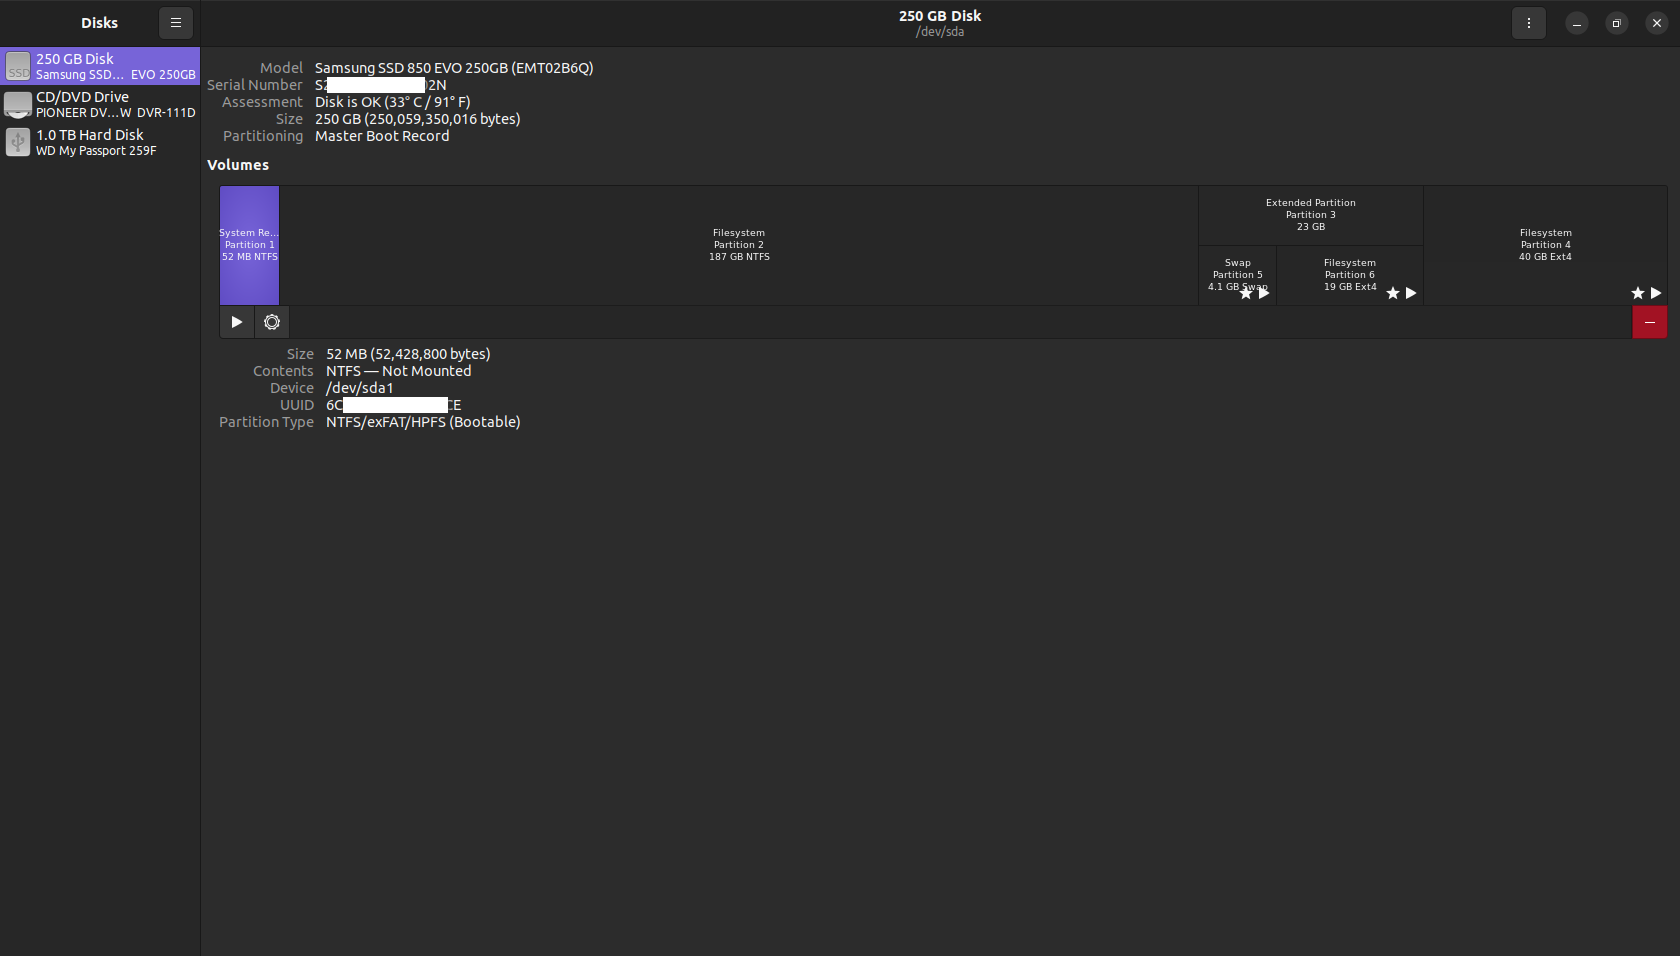 Disks
250 GB Disk
/dev/sda
250 GB Disk
Samsung SSD... EVO 250GB
CD/DVD Drive
PIONEER DV...W DVR-111D
1.0 TB Hard Disk
WD My Passport 259F
SSD
Model Samsung SSD 850 EVO 250GB (EMT02B6Q)
Serial Number S2 2N
Assessment Disk is OK (33° C / 91° F)
Size 250 GB (250,059,350,016 bytes)
Partitioning Master Boot Record
Volumes
System Re...
Partition 1
52 MB NTFS
Filesystem
Partition 2
187 GB NTFS
Extended Partition
Partition 3
23 GB
Swap
Partition 5
4.1 GB Swap
Filesystem
Partition 6
19 GB Ext4
Filesystem
Partition 4
40 GB Ext4
Size 52 MB (52,428,800 bytes)
Contents NTFS — Not Mounted
Device /dev/sda1
UUID 6C CE
Partition Type NTFS/exFAT/HPFS (Bootable)